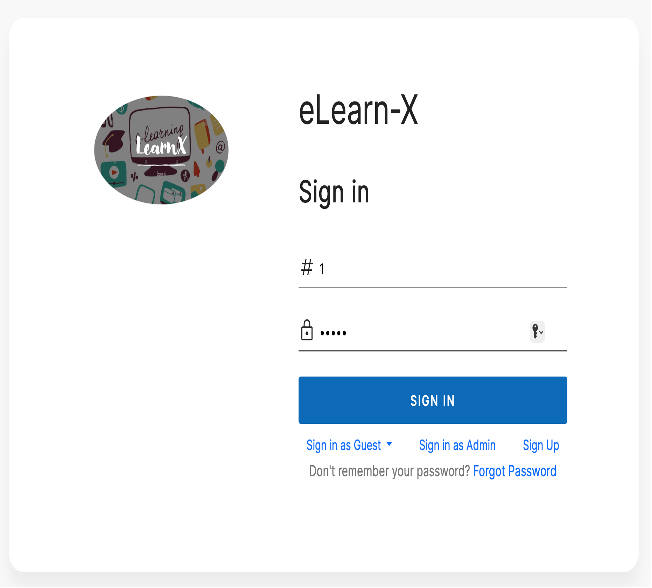 elearning
LearnX
@
eLearn-X
Sign in
# 1
•••••
SIGN IN
Sign in as Guest Sign in as Admin Sign Up
Don't remember your password? Forgot Password